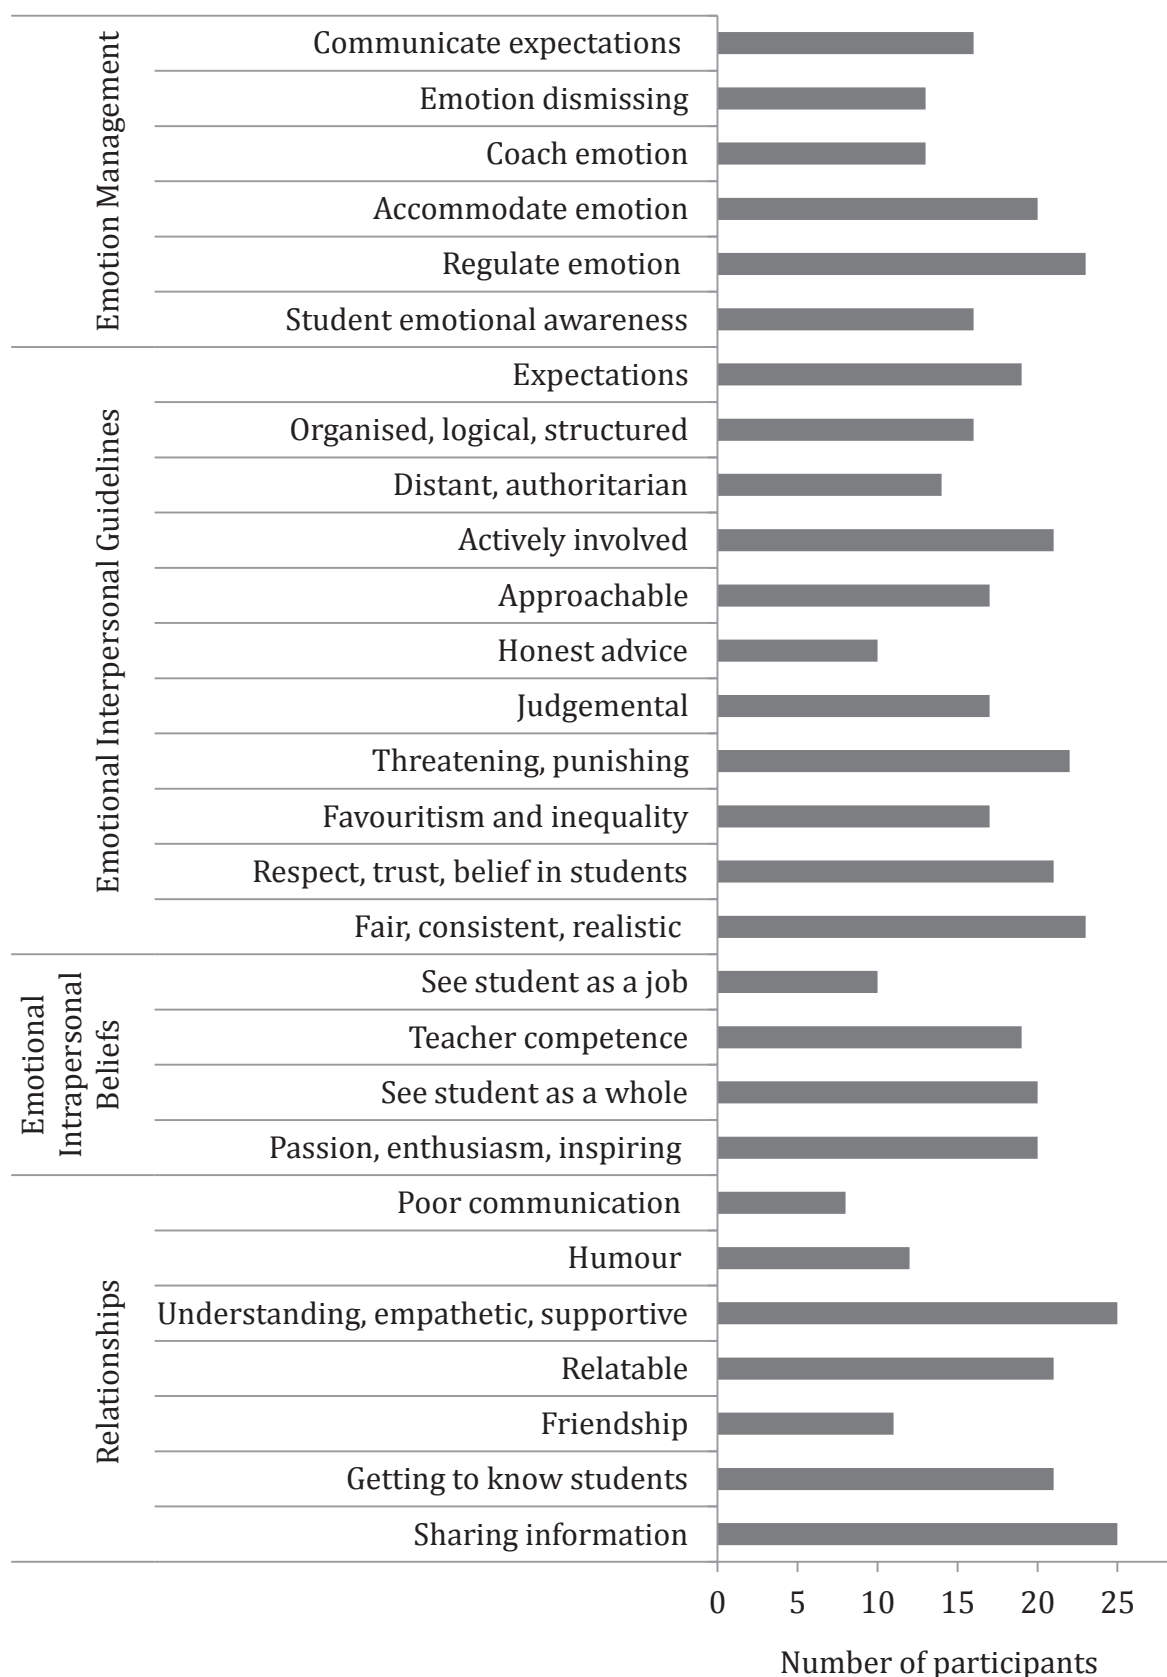 Emotion Management
Communicate expectations
Emotion dismissing
Coach emotion
Accommodate emotion
Regulate emotion
Student emotional awareness
Emotional Interpersonal Guidelines
Expectations
Organised, logical, structured
Distant, authoritarian
Actively involved
Approachable
Honest advice
Judgemental
Threatening, punishing
Favouritism and inequality
Respect, trust, belief in students
Fair, consistent, realistic
Emotional
Intrapersonal
Beliefs
See student as a job
Teacher competence
See student as a whole
Passion, enthusiasm, inspiring
Relationships
Poor communication
Humour
Understanding, empathetic, supportive
Relatable
Friendship
Getting to know students
Sharing information
0 5 10 15 20 25
Number of participants